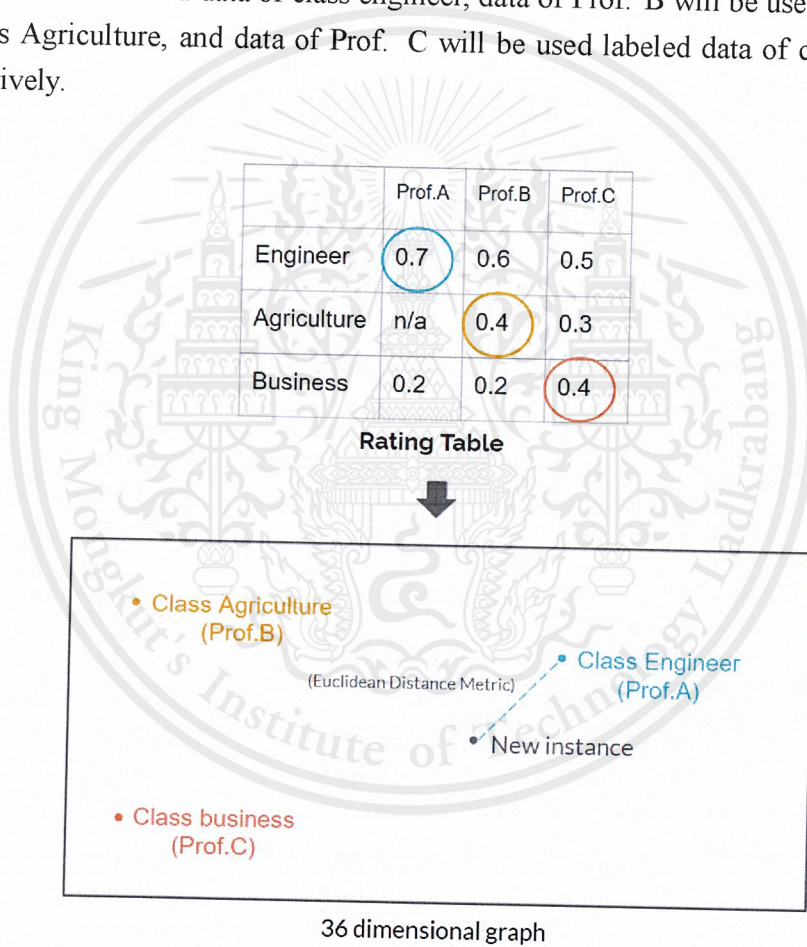 data of class engineer, data of Prof. B will be use
s Agriculture, and data of Prof. C will be used labeled data of c
ively.
Prof.A Prof.B Prof.C
Engineer 0.7 0.6 0.5
Agriculture n/a 0.4 0.3
Business 0.2 0.2 0.4
Rating Table
Class Agriculture
(Prof.B)
Class Engineer
(Prof.A)
(Euclidean Distance Metric)
New instance
Class business
(Prof.C)
36 dimensional graph
King Mongkut's Institute of Technology Ladkrabang